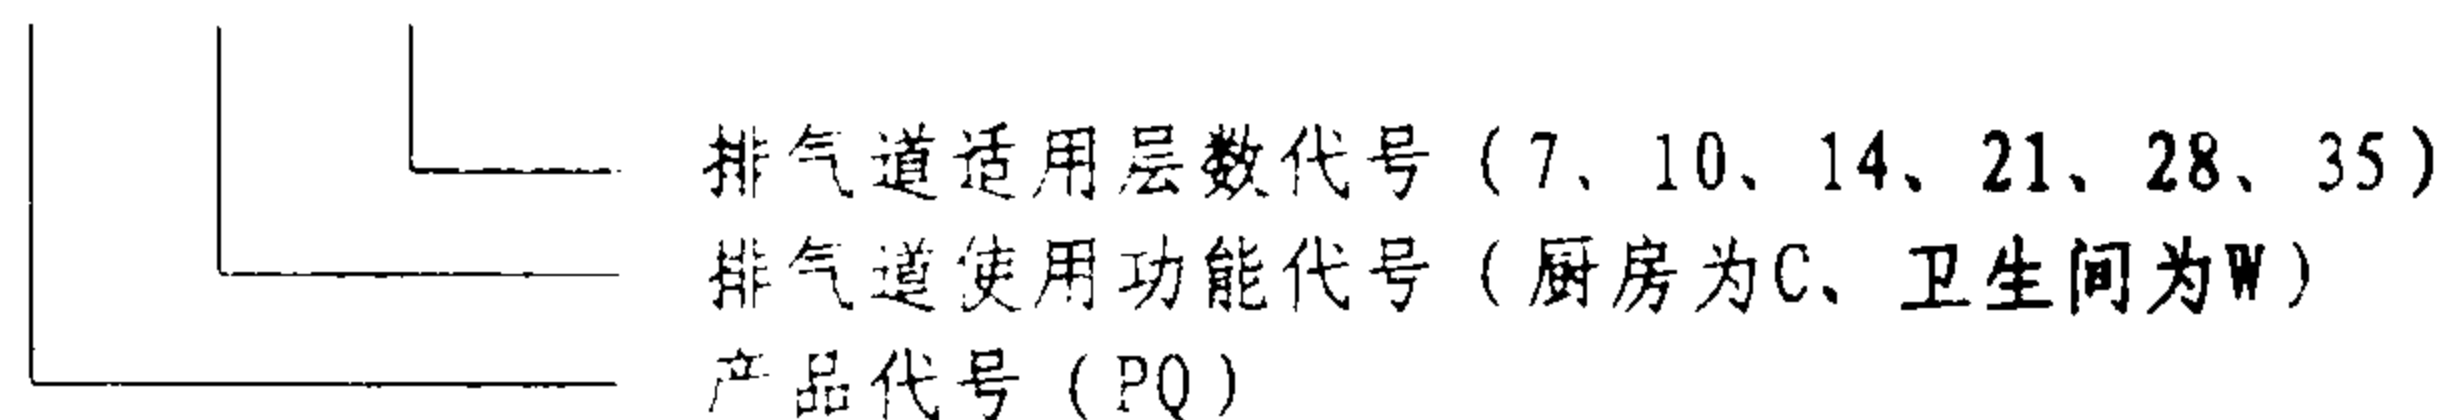 排气道适用层数代号（7、10、14、21、28、35）
排气道使用功能代号（厨房为C、卫生间为W）
产品代号（PQ）